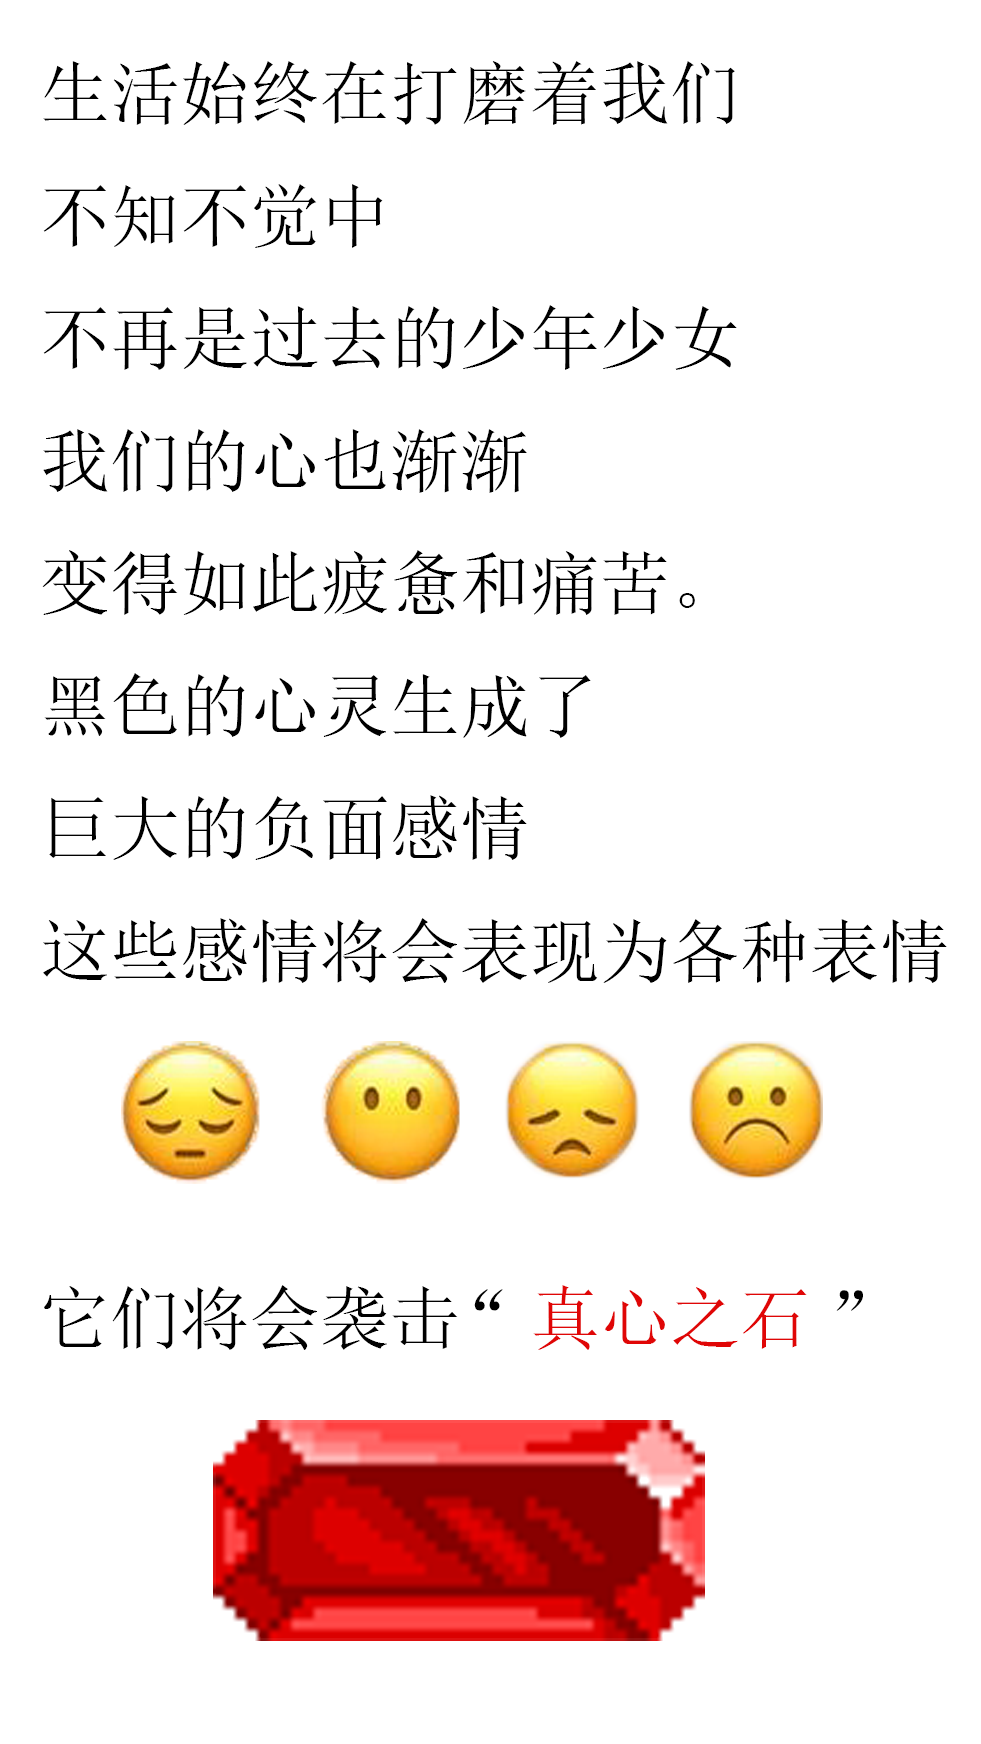 生活始终在打磨着我们
不知不觉中
不再是过去的少年少女
我们的心也渐渐
变得如此疲惫和痛苦。
黑色的心灵生成了
巨大的负面感情
这些感情将会表现为各种表情
它们将会袭击“ 真心之石 ”